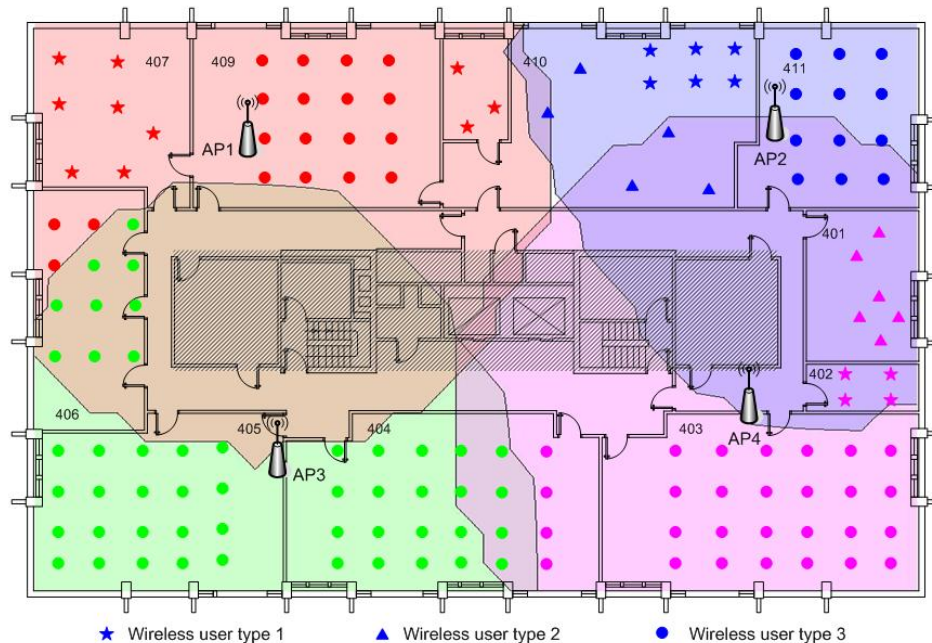 407
409
410
411
AP1
AP2
401
402
406
405
404
403
AP3
AP4
Wireless user type 1
Wireless user type 2
Wireless user type 3